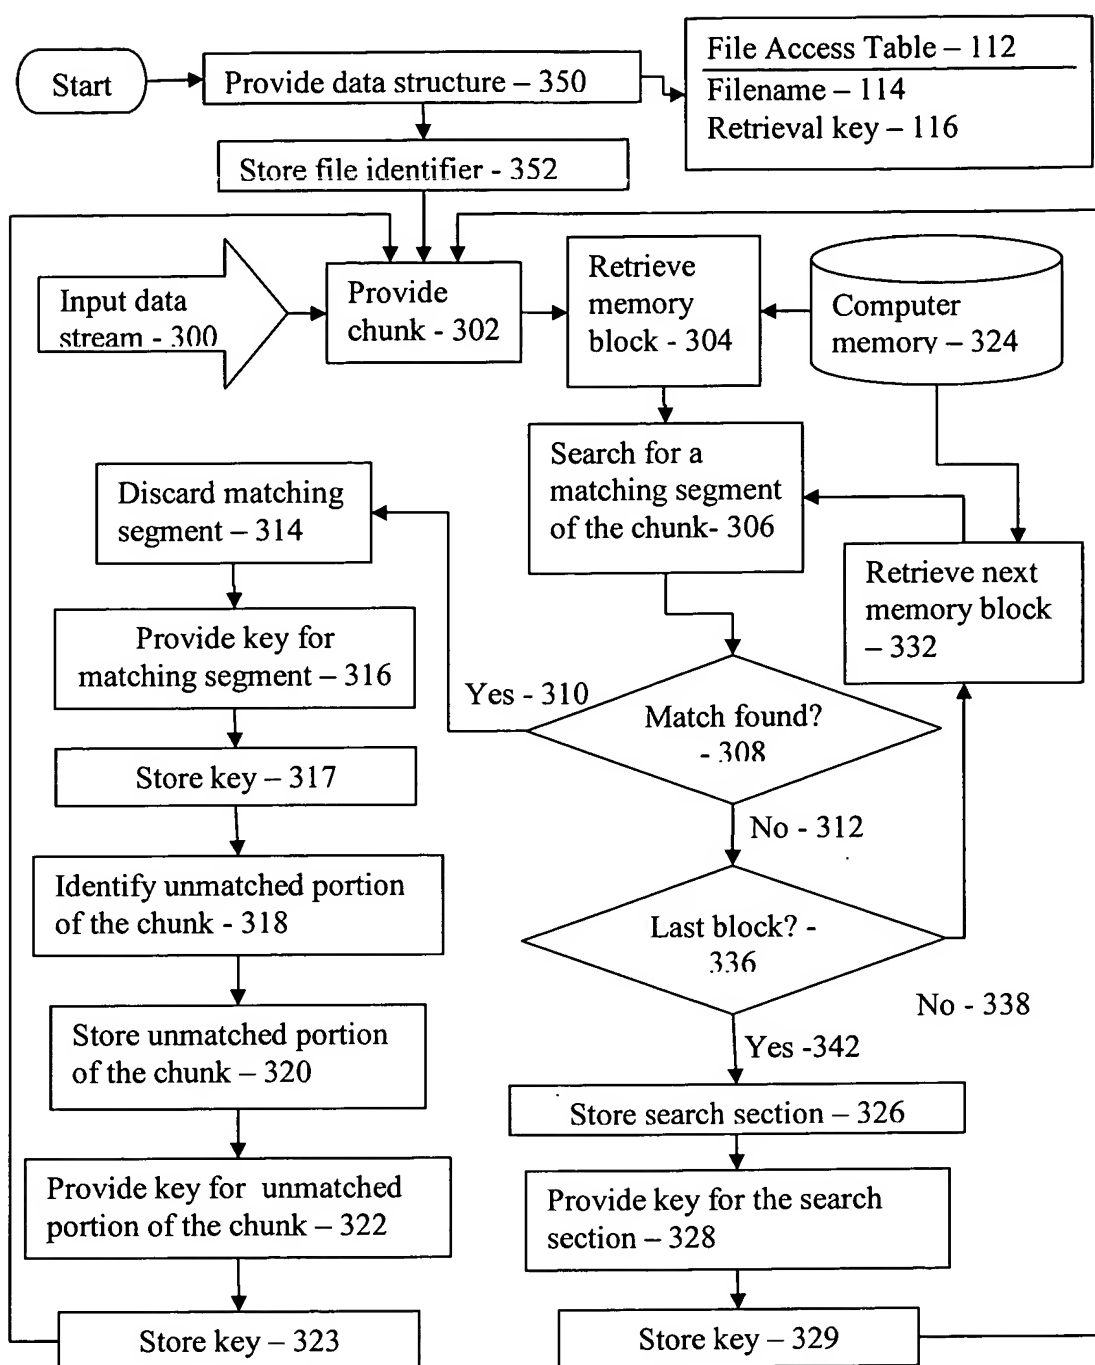 Start
Provide data structure – 350
File Access Table – 112
Filename – 114
Retrieval key – 116
Store file identifier - 352
Input data
stream - 300
Provide
chunk - 302
Retrieve
memory
block - 304
Computer
memory – 324
Search for a
matching segment
of the chunk- 306
Discard matching
segment – 314
Retrieve next
memory block
– 332
Provide key for
matching segment – 316
Yes - 310
Match found?
- 308
Store key – 317
No - 312
Identify unmatched portion
of the chunk - 318
Last block? -
336
No - 338
Store unmatched portion
of the chunk – 320
Yes -342
Store search section – 326
Provide key for unmatched
portion of the chunk – 322
Provide key for the search
section – 328
Store key – 323
Store key – 329